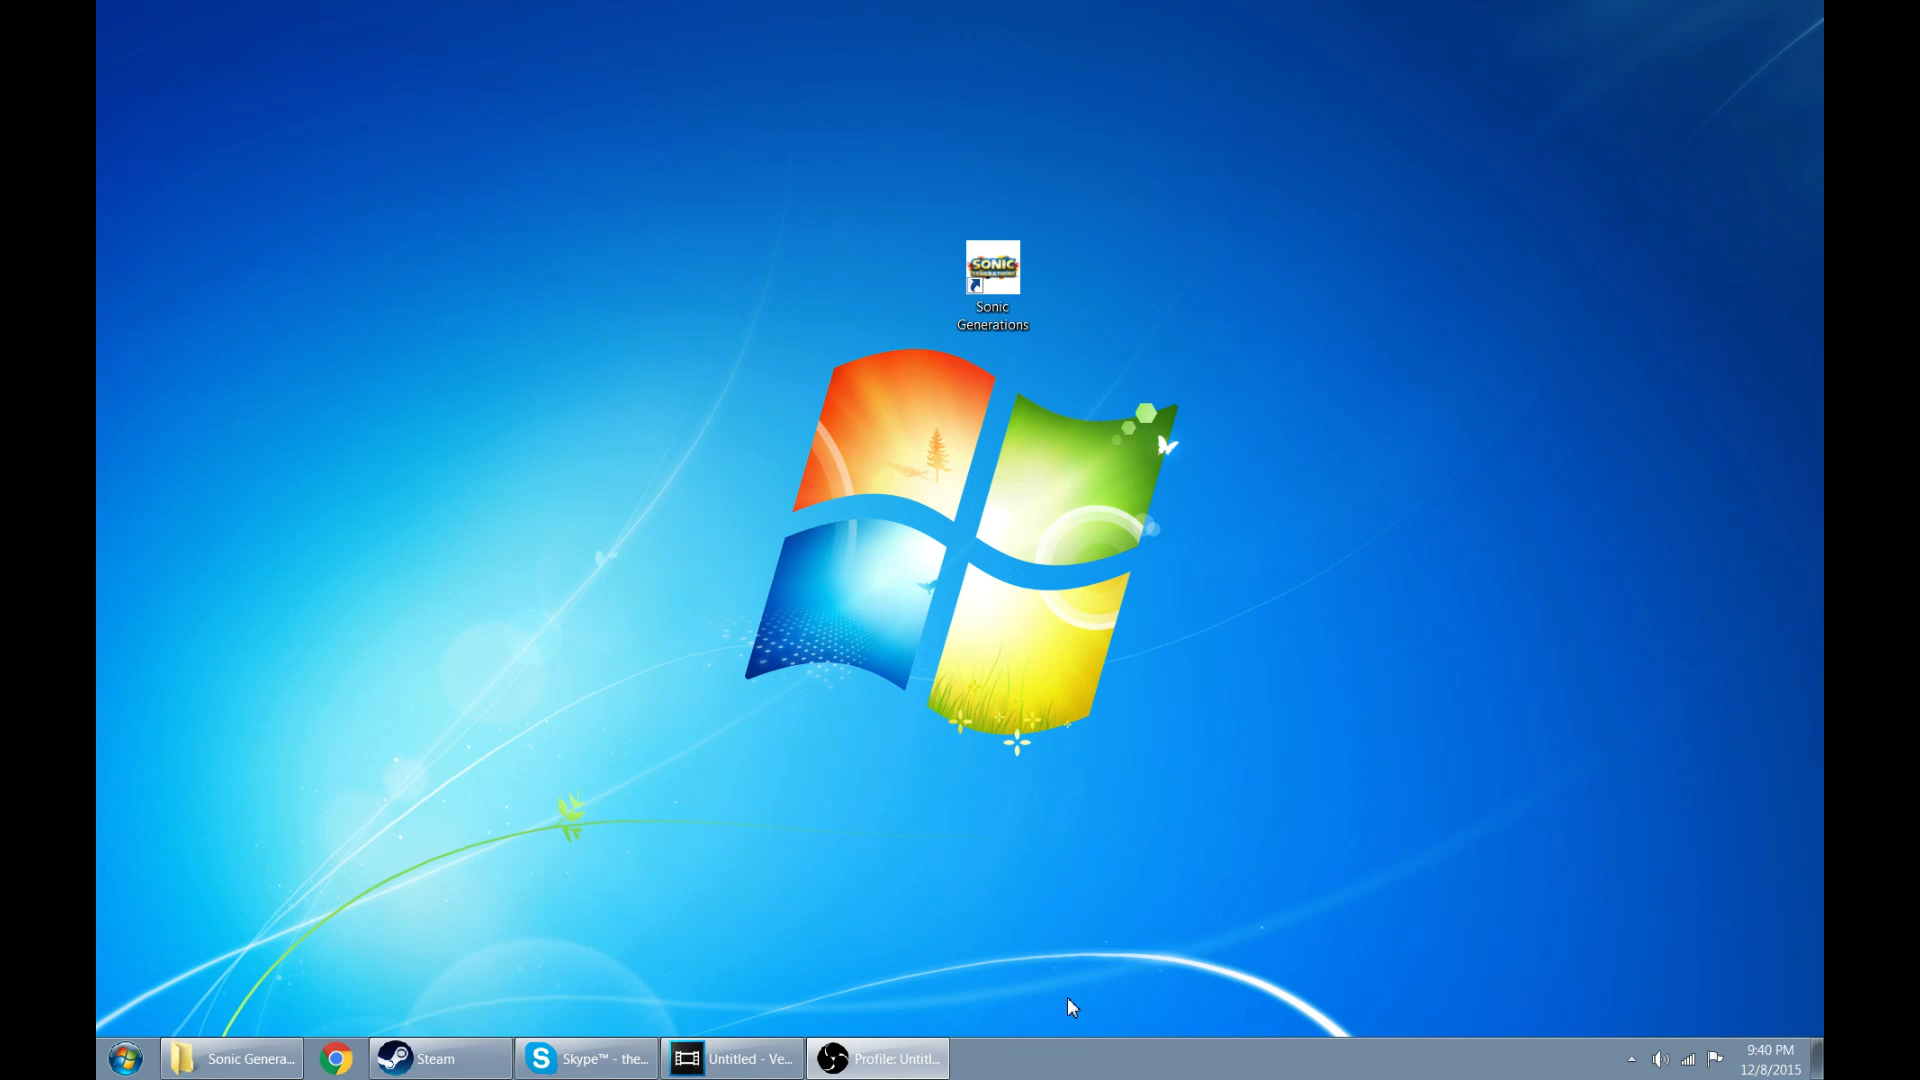 SONIC
GENERATIONS
Sonic
Generations
Sonic Genera...
Steam
Skype™ - the...
Untitled - Ve...
Profile: Untitl...
9:40 PM
12/8/2015